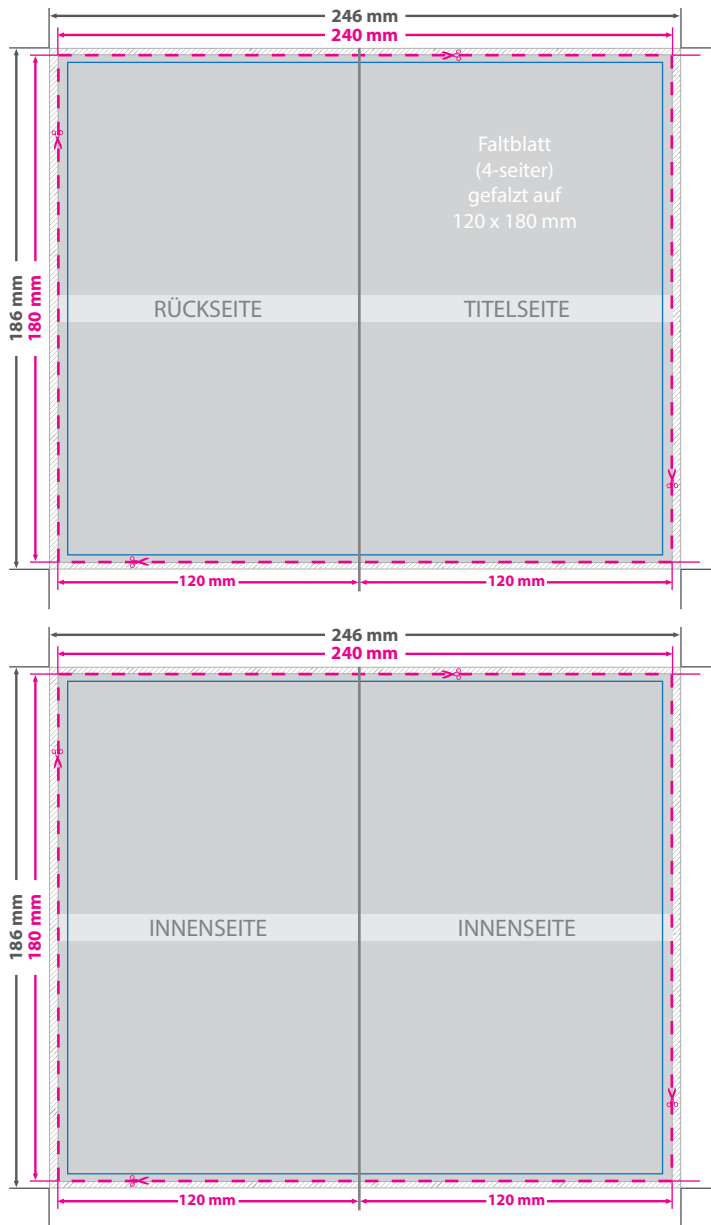 246 mm
240 mm
186 mm
180 mm
Faltblatt
(4-seiter)
gefalzt auf
120 x 180 mm
RÜCKSEITE
TITELSEITE
120 mm
120 mm
246 mm
240 mm
186 mm
180 mm
INNENSEITE
INNENSEITE
120 mm
120 mm